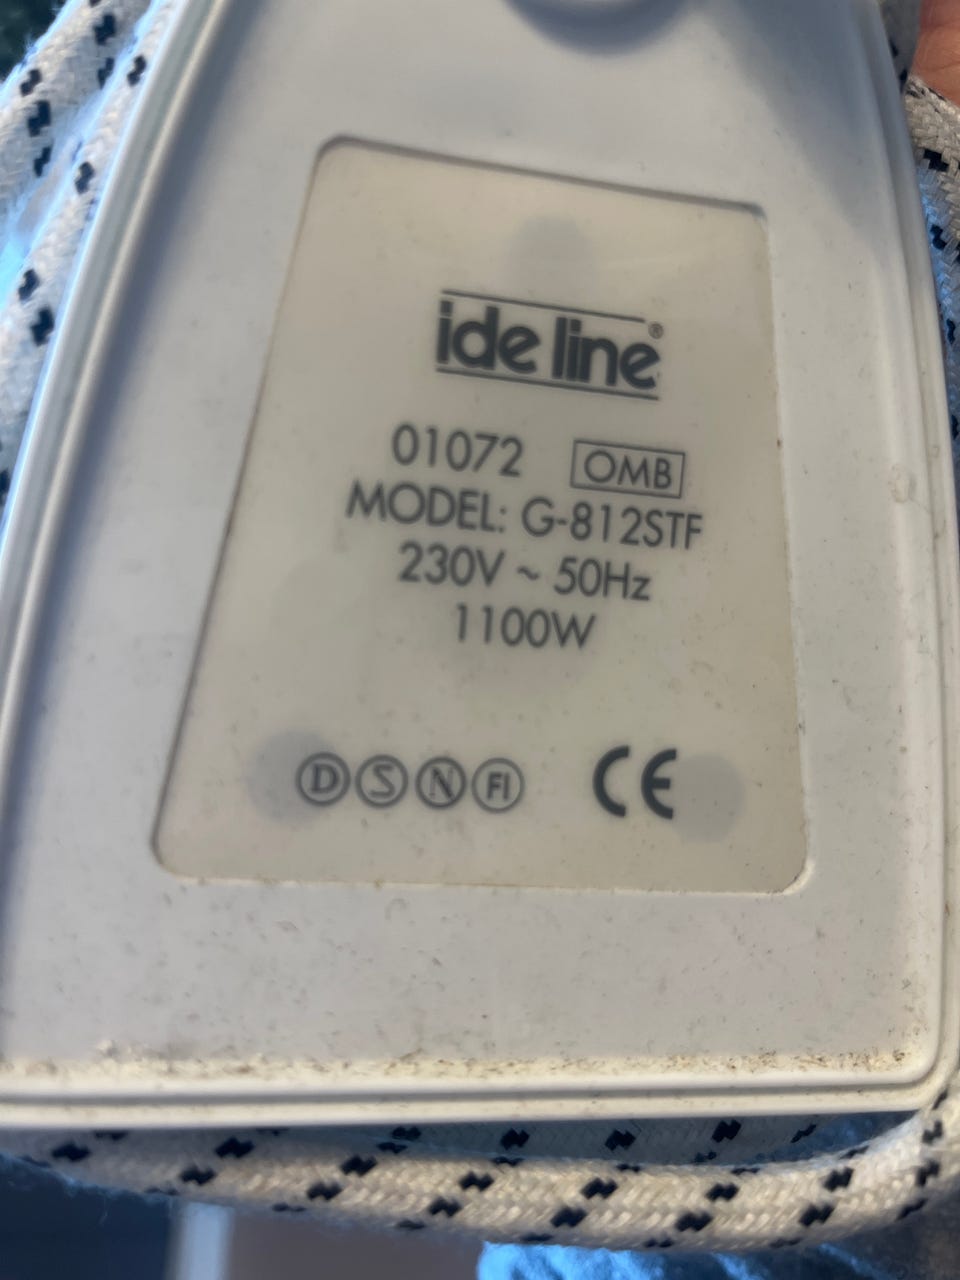 ide line®
01072 OMB
MODEL: G-812STF
230V ~ 50Hz
1100W
D S N FI CE